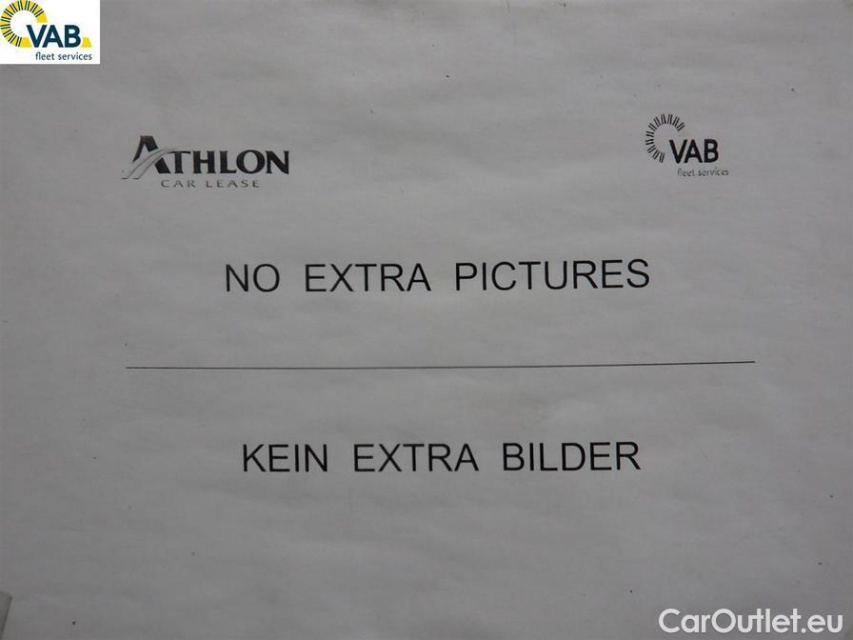 VAB
fleet services
ATHLON
CAR LEASE
VAB
fleet services
NO EXTRA PICTURES
KEIN EXTRA BILDER
CarOutlet.eu